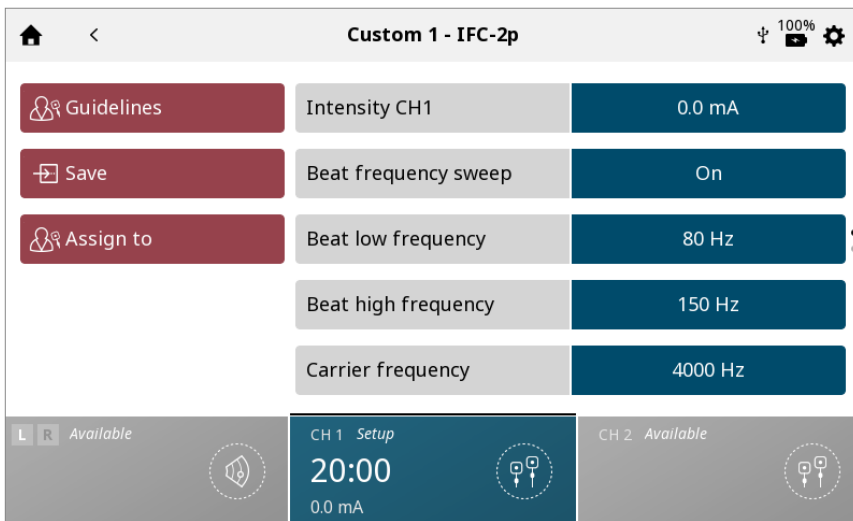 Custom 1 - IFC-2p
100%
Guidelines
Save
Assign to
Intensity CH1 0.0 mA
Beat frequency sweep On
Beat low frequency 80 Hz
Beat high frequency 150 Hz
Carrier frequency 4000 Hz
L R Available
CH 1 Setup
20:00
0.0 mA
CH 2 Available